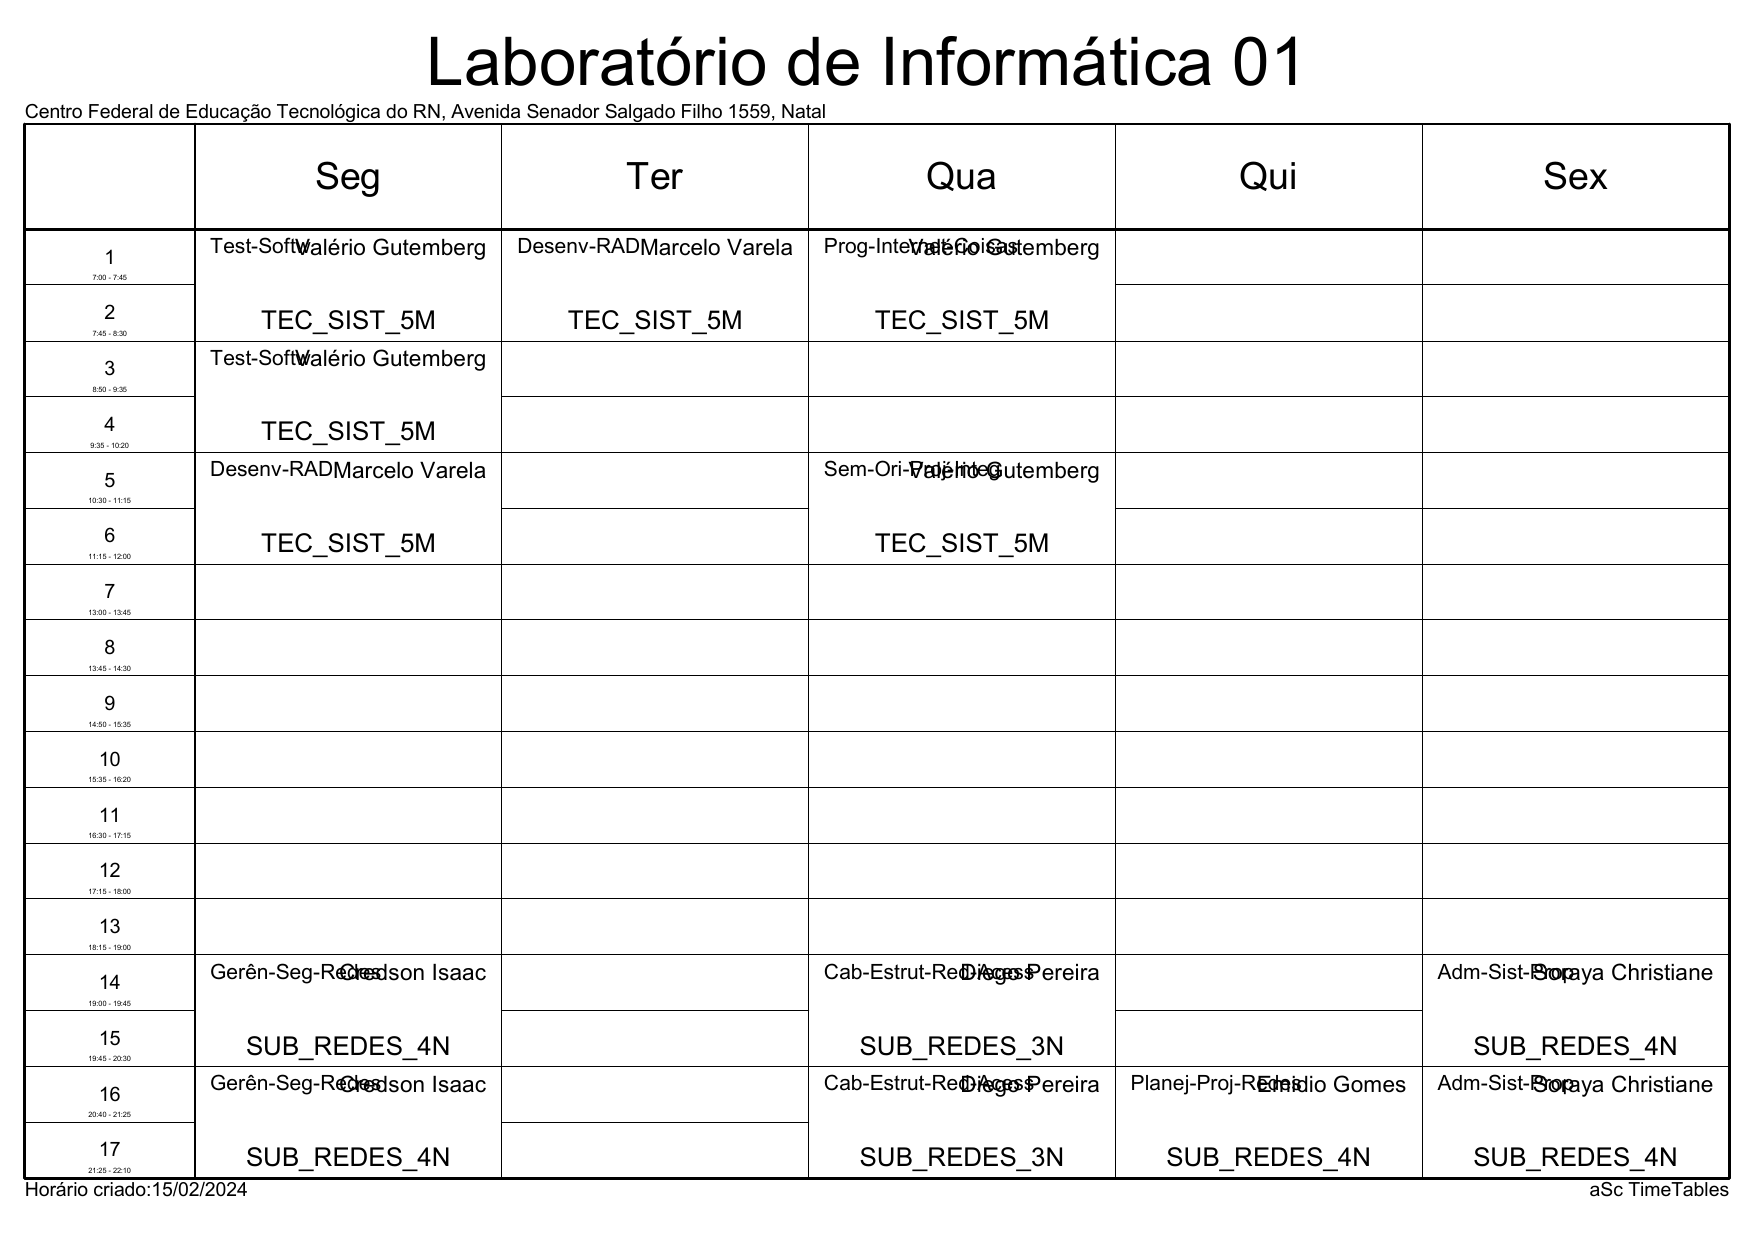 Laboratório de Informática 01
Centro Federal de Educação Tecnológica do RN, Avenida Senador Salgado Filho 1559, Natal
Seg Ter Qua Qui Sex
1 Test-Softw Valério Gutemberg Desenv-RAD Marcelo Varela Prog-Internet-Coisas Valério Gutemberg
7:00 - 7:45
2 TEC_SIST_5M TEC_SIST_5M TEC_SIST_5M
7:45 - 8:30
3 Test-Softw Valério Gutemberg
8:50 - 9:35
4 TEC_SIST_5M
9:35 - 10:20
5 Desenv-RAD Marcelo Varela Sem-Ori-Proj-Integ Valério Gutemberg
10:30 - 11:15
6 TEC_SIST_5M TEC_SIST_5M
11:15 - 12:00
7
13:00 - 13:45
8
13:45 - 14:30
9
14:50 - 15:35
10
15:35 - 16:20
11
16:30 - 17:15
12
17:15 - 18:00
13
18:15 - 19:00
14 Gerên-Seg-Redes Credson Isaac Cab-Estrut-Red-Acess Diego Pereira Adm-Sist-Prop Soraya Christiane
19:00 - 19:45
15 SUB_REDES_4N SUB_REDES_3N SUB_REDES_4N
19:45 - 20:30
16 Gerên-Seg-Redes Credson Isaac Cab-Estrut-Red-Acess Diego Pereira Planej-Proj-Redes Emidio Gomes Adm-Sist-Prop Soraya Christiane
20:40 - 21:25
17 SUB_REDES_4N SUB_REDES_3N SUB_REDES_4N SUB_REDES_4N
21:25 - 22:10
Horário criado:15/02/2024 aSc TimeTables